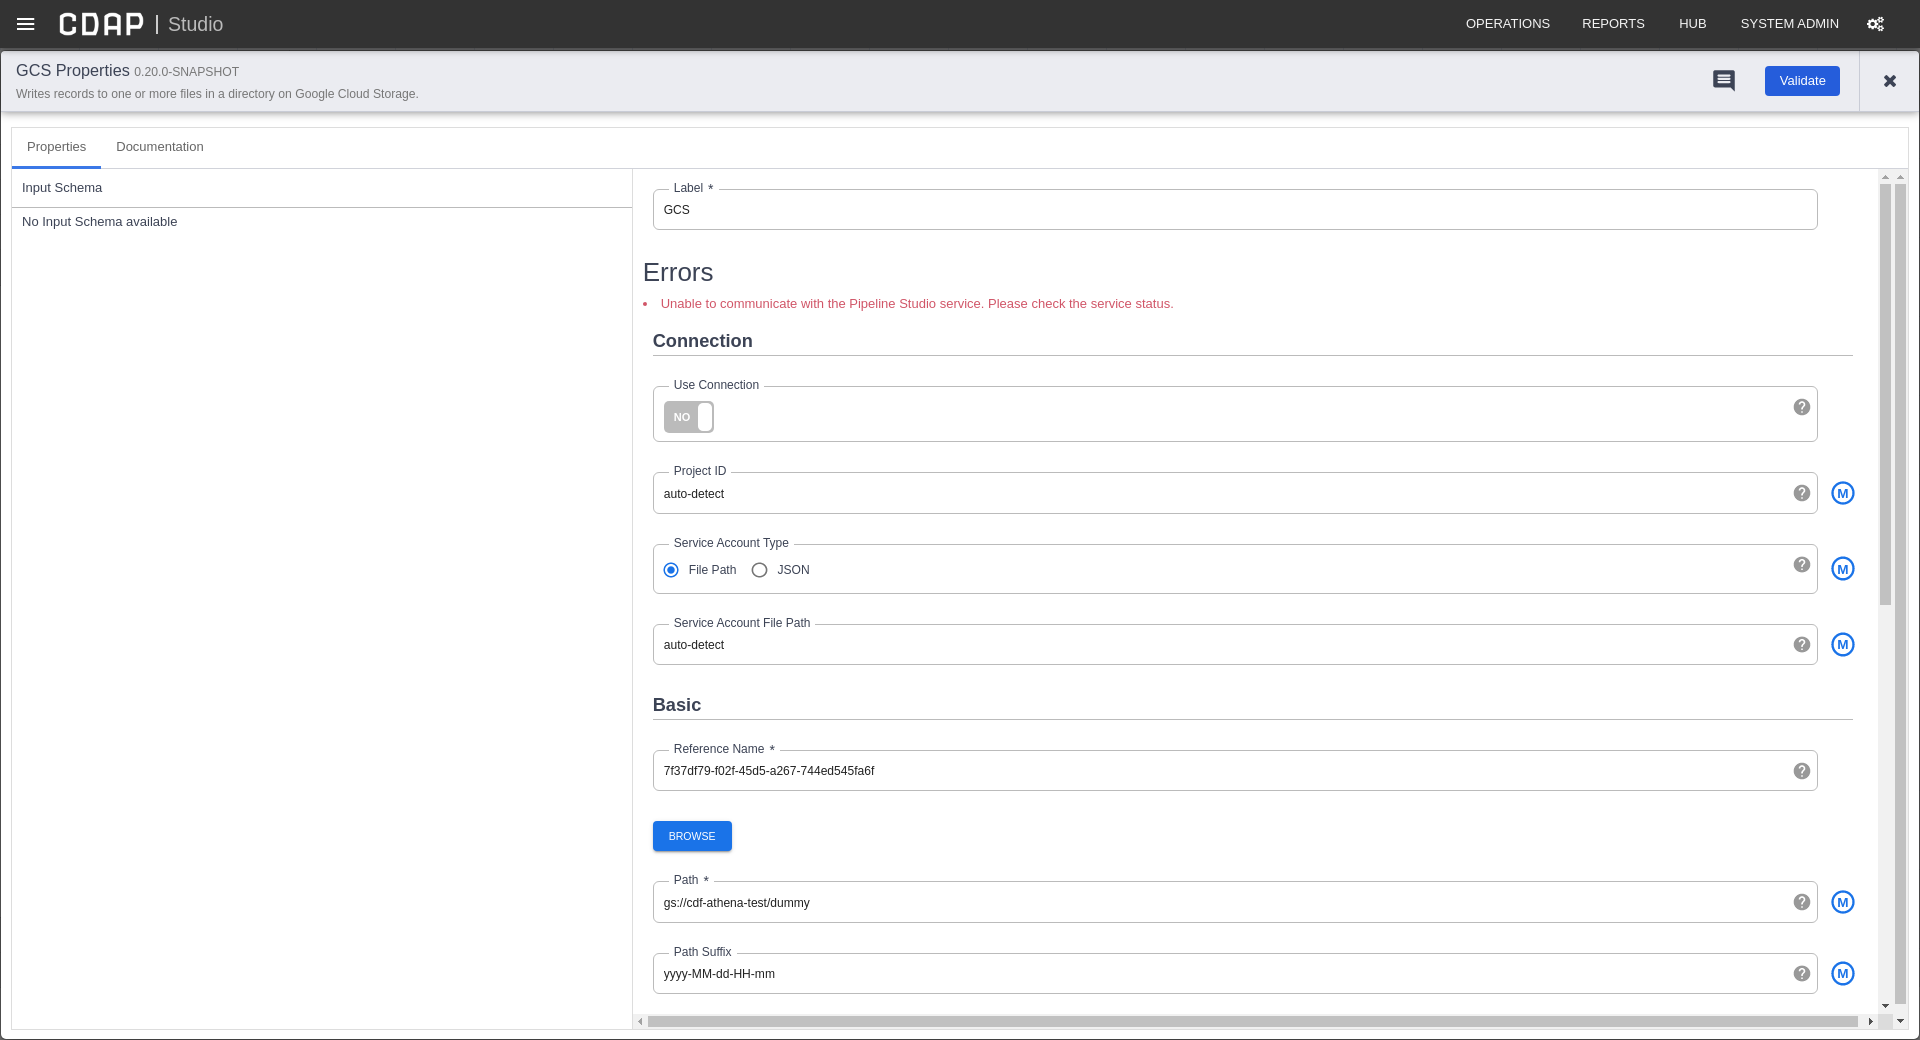 CDAP | Studio
OPERATIONS REPORTS HUB SYSTEM ADMIN
GCS Properties 0.20.0-SNAPSHOT
Writes records to one or more files in a directory on Google Cloud Storage.
Validate
Properties Documentation
Input Schema
No Input Schema available
Label *
GCS
Errors
• Unable to communicate with the Pipeline Studio service. Please check the service status.
Connection
Use Connection
NO
Project ID
auto-detect
M
Service Account Type
File Path JSON
M
Service Account File Path
auto-detect
M
Basic
Reference Name *
7f37df79-f02f-45d5-a267-744ed545fa6f
BROWSE
Path *
gs://cdf-athena-test/dummy
M
Path Suffix
yyyy-MM-dd-HH-mm
M